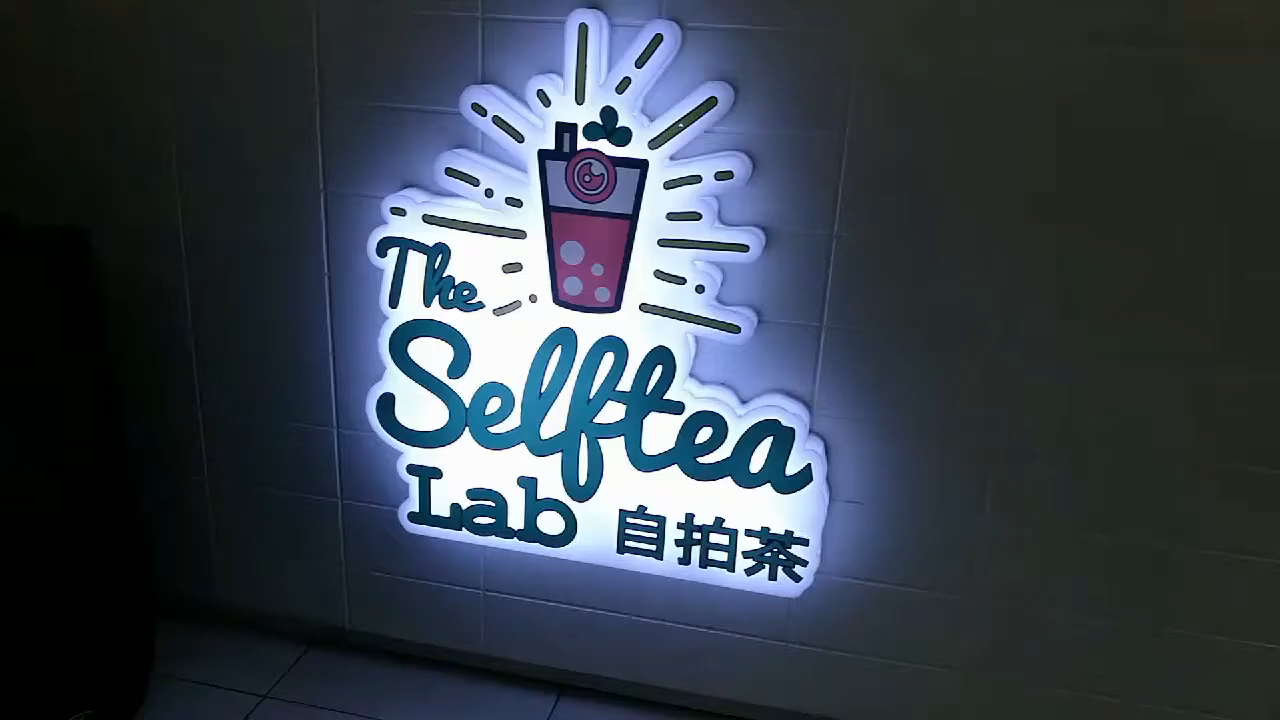 The
Selftea
Lab 自拍茶